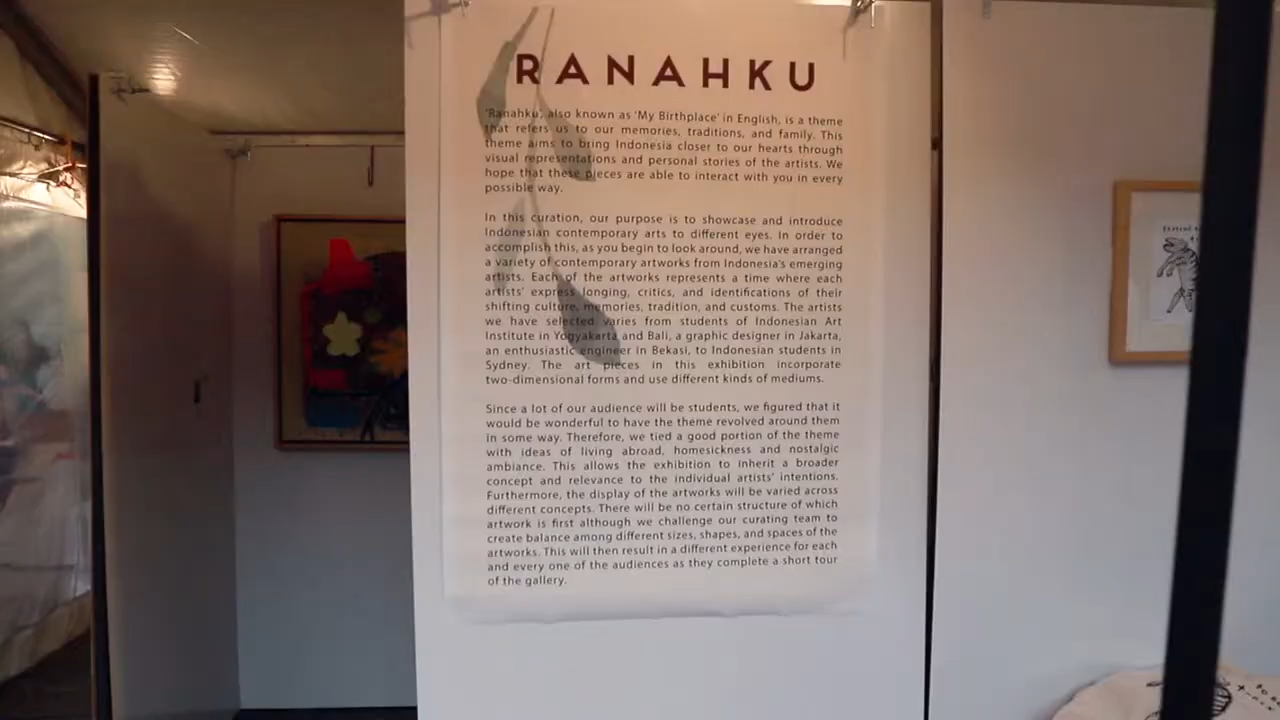 RANAHKU
'Ranahku', also known as 'My Birthplace' in English, is a theme
that refers us to our memories, traditions, and family. This
theme aims to bring Indonesia closer to our hearts through
visual representations and personal stories of the artists. We
hope that these pieces are able to interact with you in every
possible way.
In this curation, our purpose is to showcase and introduce
Indonesian contemporary arts to different eyes. In order to
accomplish this, as you begin to look around, we have arranged
a variety of contemporary artworks from Indonesia's emerging
artists. Each of the artworks represents a time where each
artists' express longing, critics, and identifications of their
shifting culture, memories, tradition, and customs. The artists
we have selected varies from students of Indonesian Art
Institute in Yogyakarta and Bali, a graphic designer in Jakarta,
an enthusiastic engineer in Bekasi, to Indonesian students in
Sydney. The art pieces in this exhibition incorporate
two-dimensional forms and use different kinds of mediums.
Since a lot of our audience will be students, we figured that it
would be wonderful to have the theme revolved around them
in some way. Therefore, we tied a good portion of the theme
with ideas of living abroad, homesickness and nostalgic
ambiance. This allows the exhibition to inherit a broader
concept and relevance to the individual artists' intentions.
Furthermore, the display of the artworks will be varied across
different concepts. There will be no certain structure of which
artwork is first although we challenge our curating team to
create balance among different sizes, shapes, and spaces of the
artworks. This will then result in a different experience for each
and every one of the audiences as they complete a short tour
of the gallery.